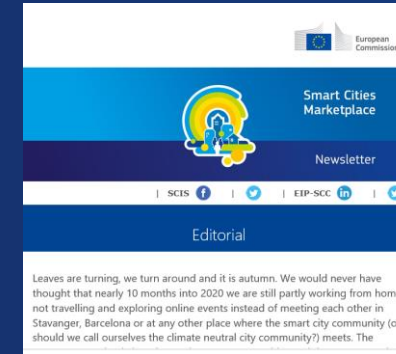 European
Commission
Smart Cities
Marketplace
Newsletter
| SCIS | | EIP-SCC |
Editorial
Leaves are turning, we turn around and it is autumn. We would never have
thought that nearly 10 months into 2020 we are still partly working from hom
not travelling and exploring online events instead of meeting each other in
Stavanger, Barcelona or at any other place where the smart city community (o
should we call ourselves the climate neutral city community?) meets. The